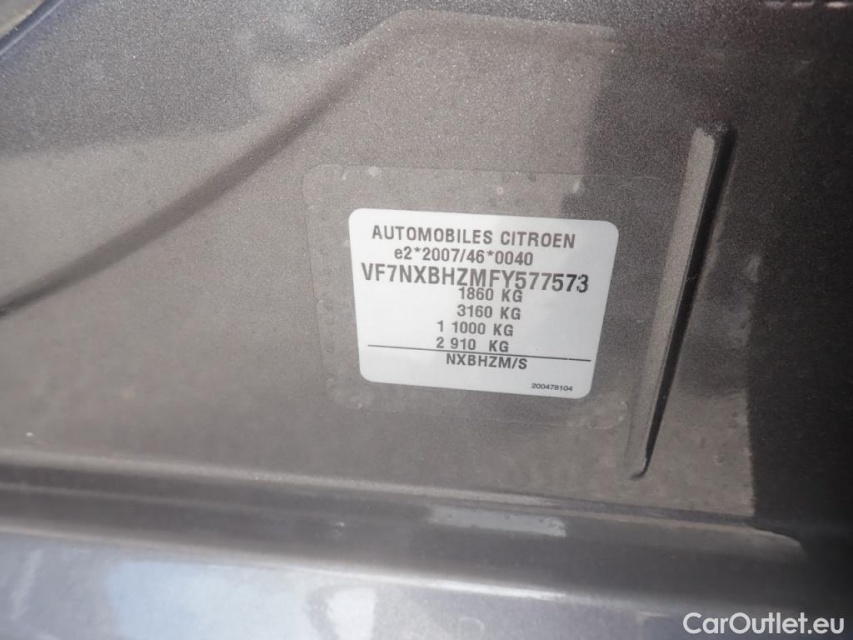 AUTOMOBILES CITROEN
e2*2007/46*0040
VF7NXBHZMFY577573
1860 KG
3160 KG
1 1000 KG
2 910 KG
NXBHZM/S
200478104
CarOutlet.eu